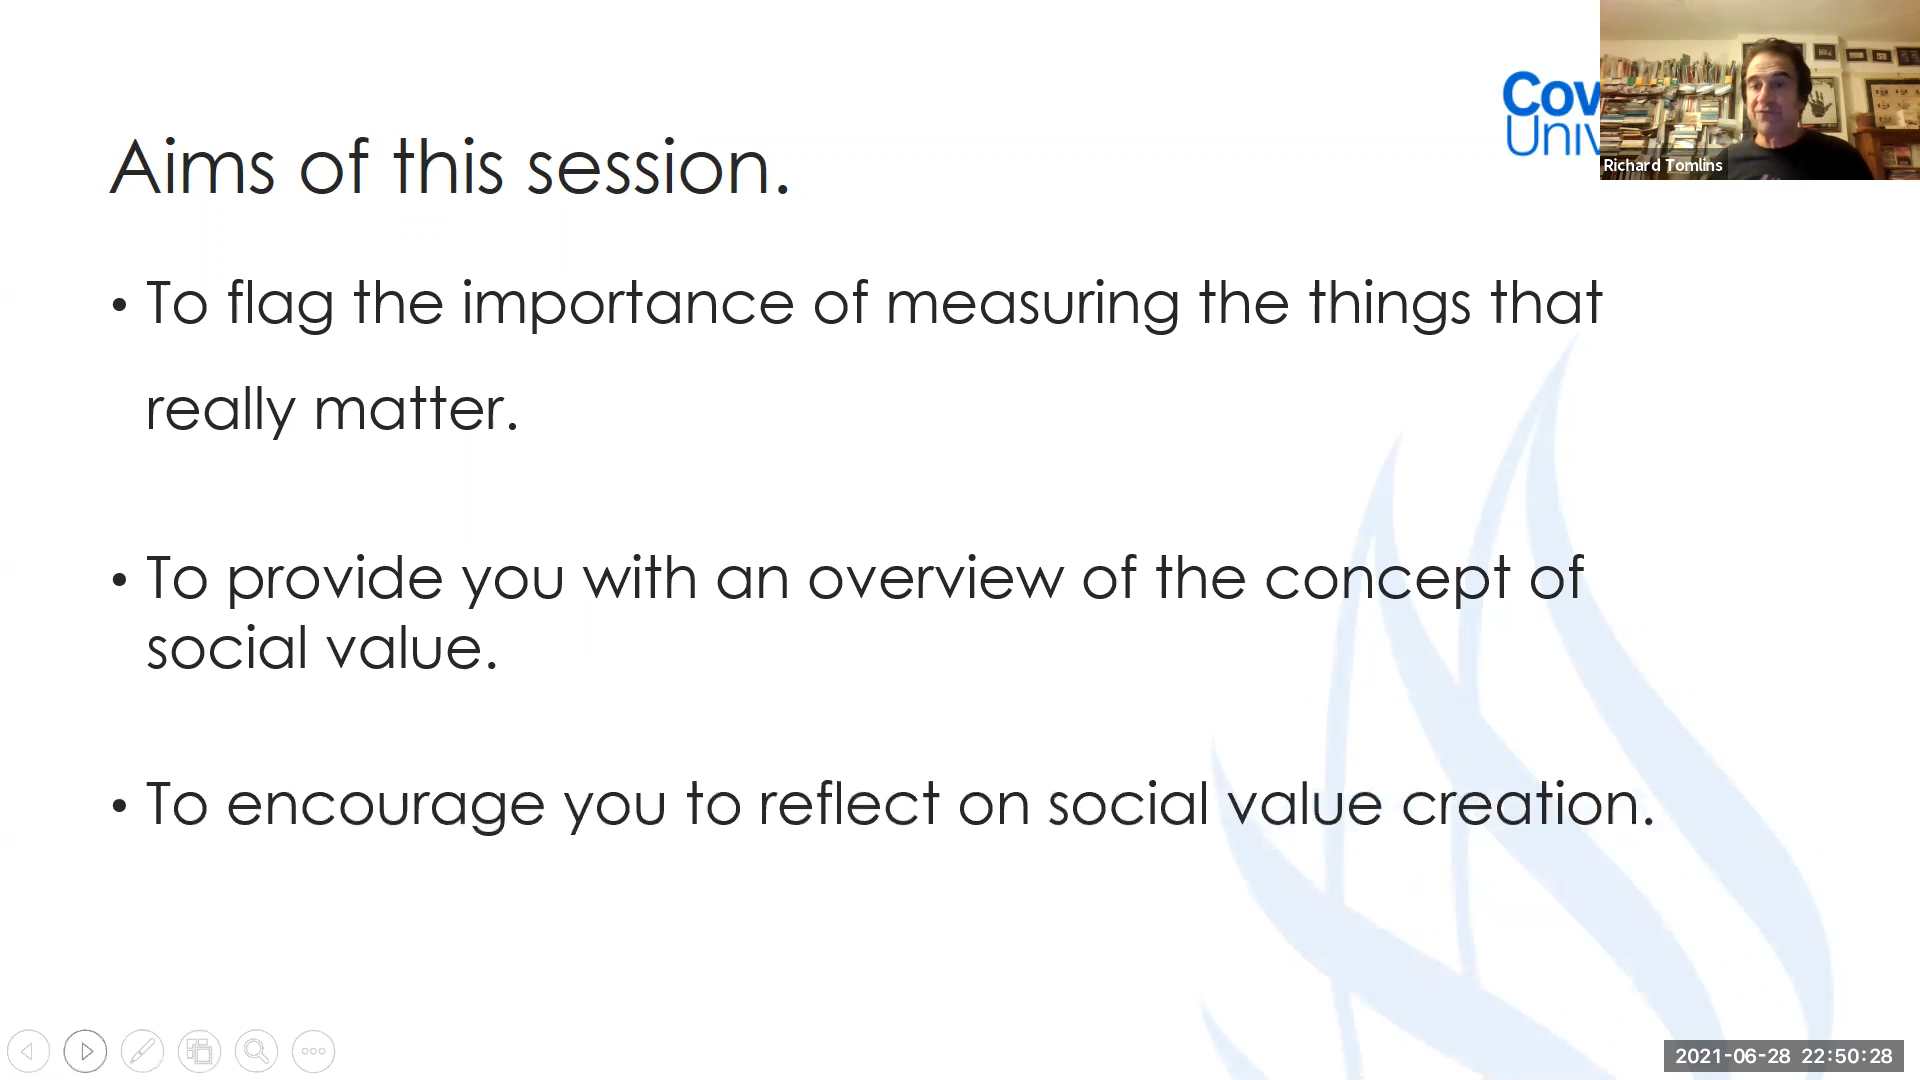 Cov
Univ
Richard Tomlins
Aims of this session.
• To flag the importance of measuring the things that
really matter.
• To provide you with an overview of the concept of
social value.
• To encourage you to reflect on social value creation.
2021-06-28 22:50:28